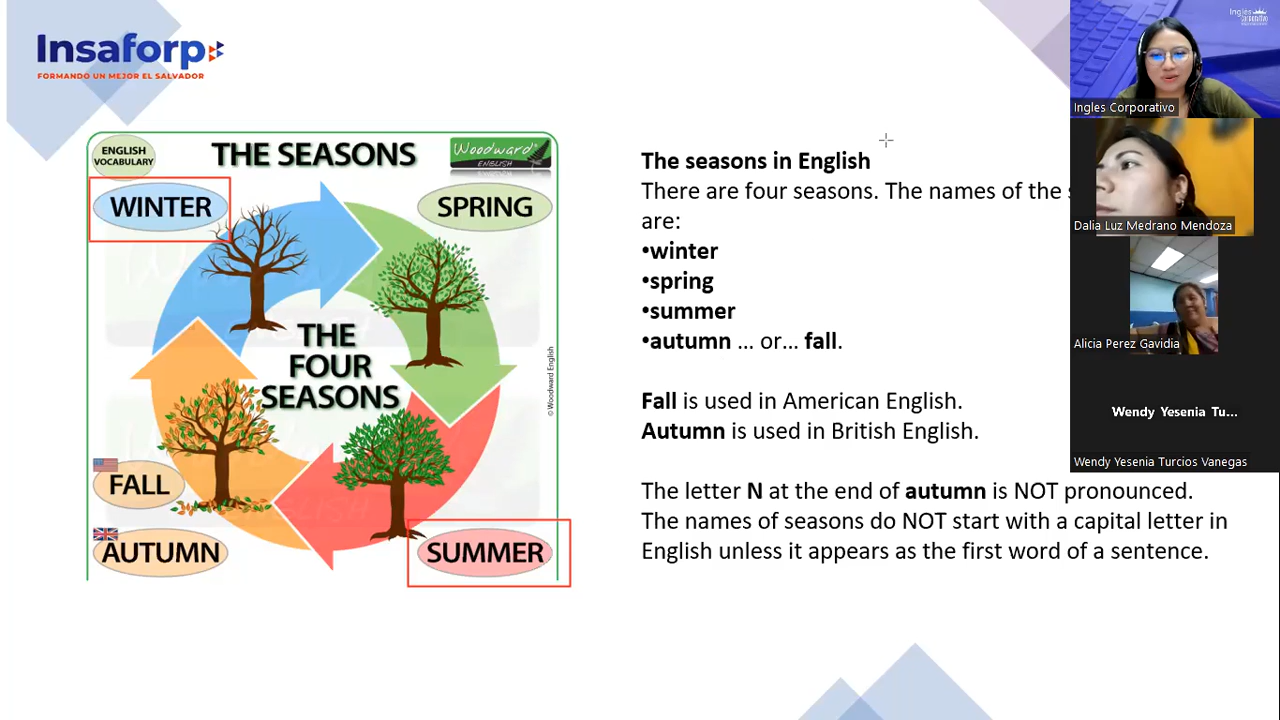 Insaforp
FORMANDO UN MEJOR EL SALVADOR
ENGLISH
VOCABULARY
THE SEASONS
Woodward
ENGLISH
WINTER
SPRING
THE
FOUR
SEASONS
© Woodward English
FALL
AUTUMN
SUMMER
The seasons in English
There are four seasons. The names of the
are:
•winter
•spring
•summer
•autumn … or… fall.
Fall is used in American English.
Autumn is used in British English.
The letter N at the end of autumn is NOT pronounced.
The names of seasons do NOT start with a capital letter in
English unless it appears as the first word of a sentence.
Ingles
Ingles Corporativo
Dalia Luz Medrano Mendoza
Alicia Perez Gavidia
Wendy Yesenia Tu...
Wendy Yesenia Turcios Vanegas